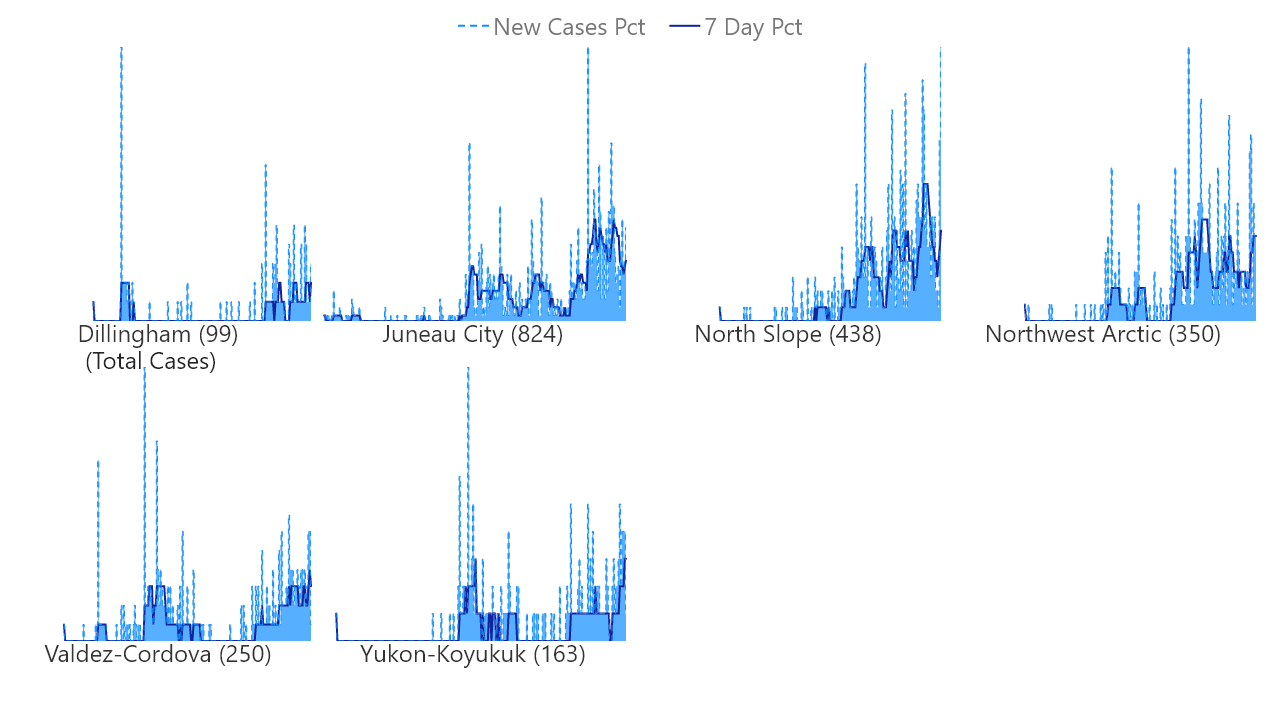 New Cases Pct 7 Day Pct
Dillingham (99) Juneau City (824) North Slope (438) Northwest Arctic (350)
(Total Cases)
Valdez-Cordova (250) Yukon-Koyukuk (163)